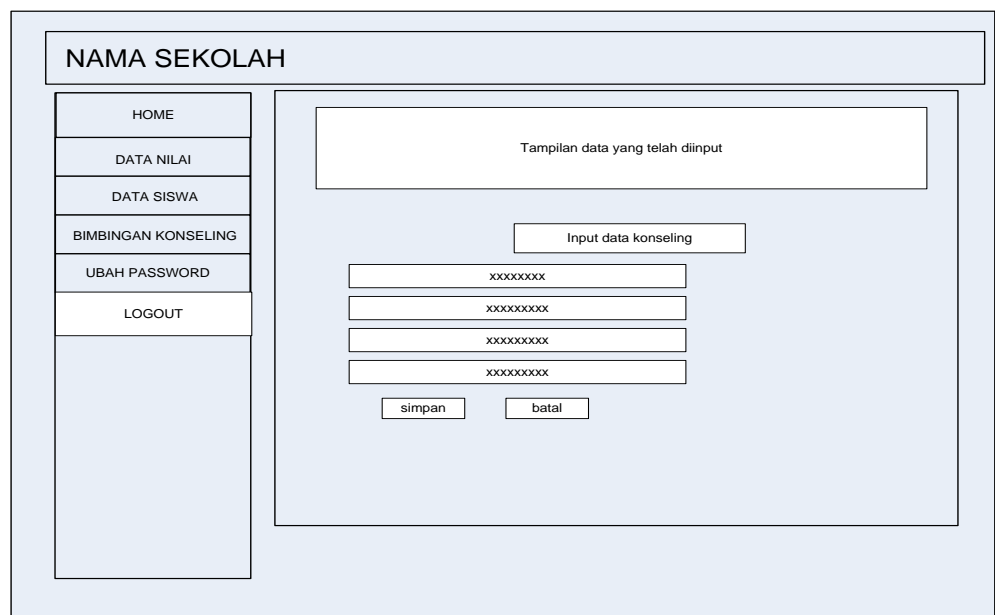 NAMA SEKOLAH
HOME
DATA NILAI
DATA SISWA
BIMBINGAN KONSELING
UBAH PASSWORD
LOGOUT
Tampilan data yang telah diinput
Input data konseling
xxxxxxxx
xxxxxxxxx
xxxxxxxxx
xxxxxxxxx
simpan batal